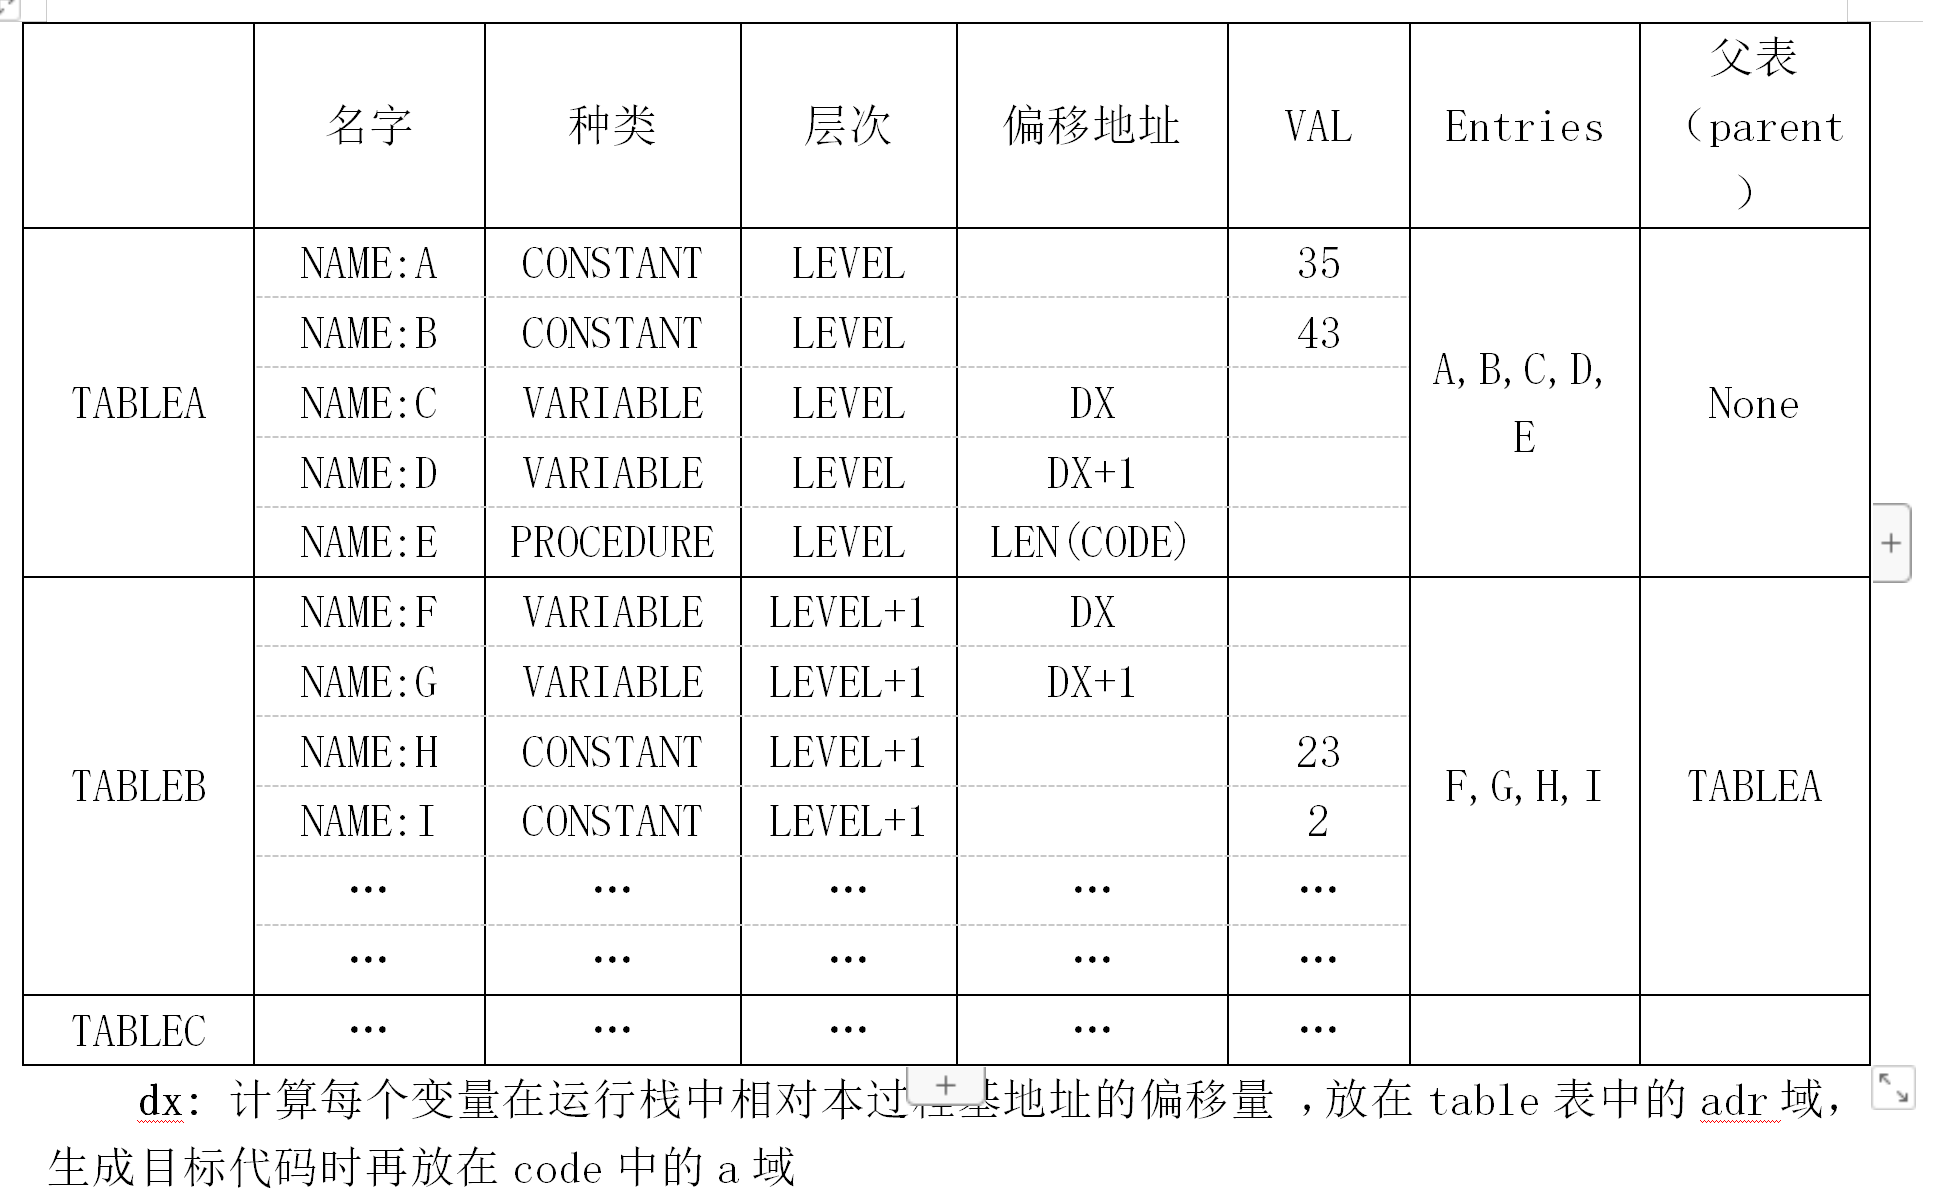 名字 种类 层次 偏移地址 VAL Entries 父表（parent）
TABLEA
NAME:A CONSTANT LEVEL 35
NAME:B CONSTANT LEVEL 43
NAME:C VARIABLE LEVEL DX
NAME:D VARIABLE LEVEL DX+1
NAME:E PROCEDURE LEVEL LEN(CODE)
A,B,C,D,
E
None
TABLEB
NAME:F VARIABLE LEVEL+1 DX
NAME:G VARIABLE LEVEL+1 DX+1
NAME:H CONSTANT LEVEL+1 23
NAME:I CONSTANT LEVEL+1 2
… … … … …
… … … … …
F,G,H,I
TABLEA
TABLEC … … … … …
dx: 计算每个变量在运行栈中相对本过程基地址的偏移量 ，放在 table 表中的 adr 域，
生成目标代码时再放在 code 中的 a 域